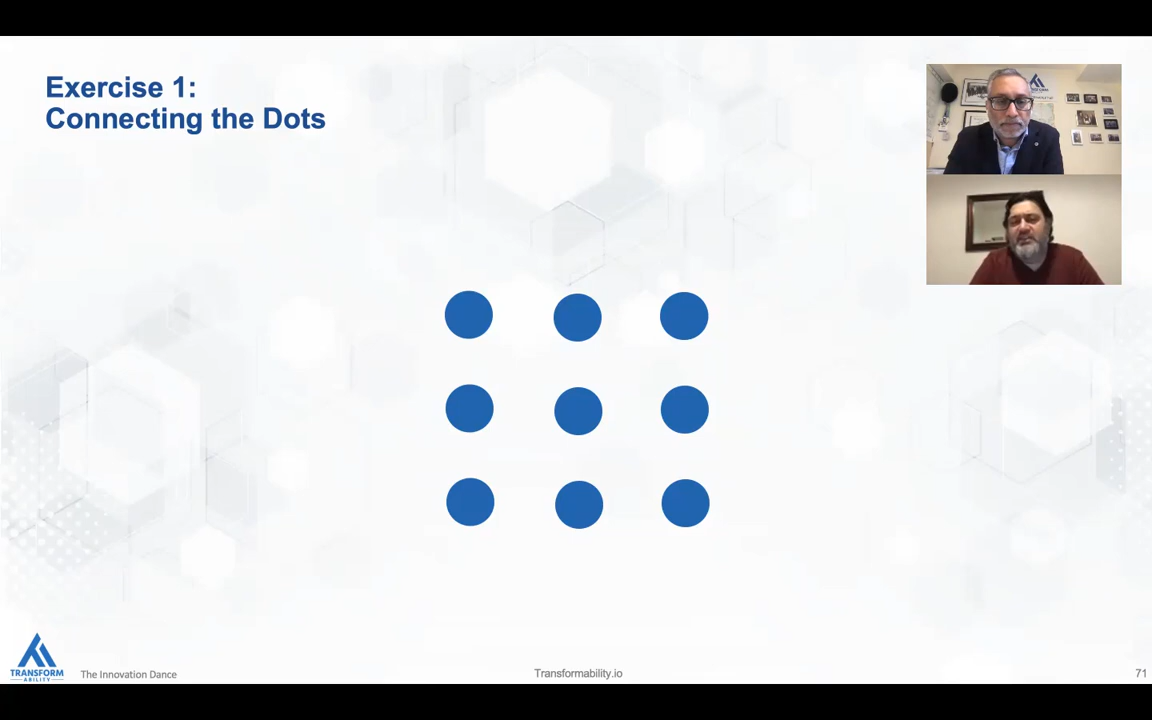 Exercise 1:
Connecting the Dots
TRANSFORM
ABILITY
The Innovation Dance
Transformability.io
71